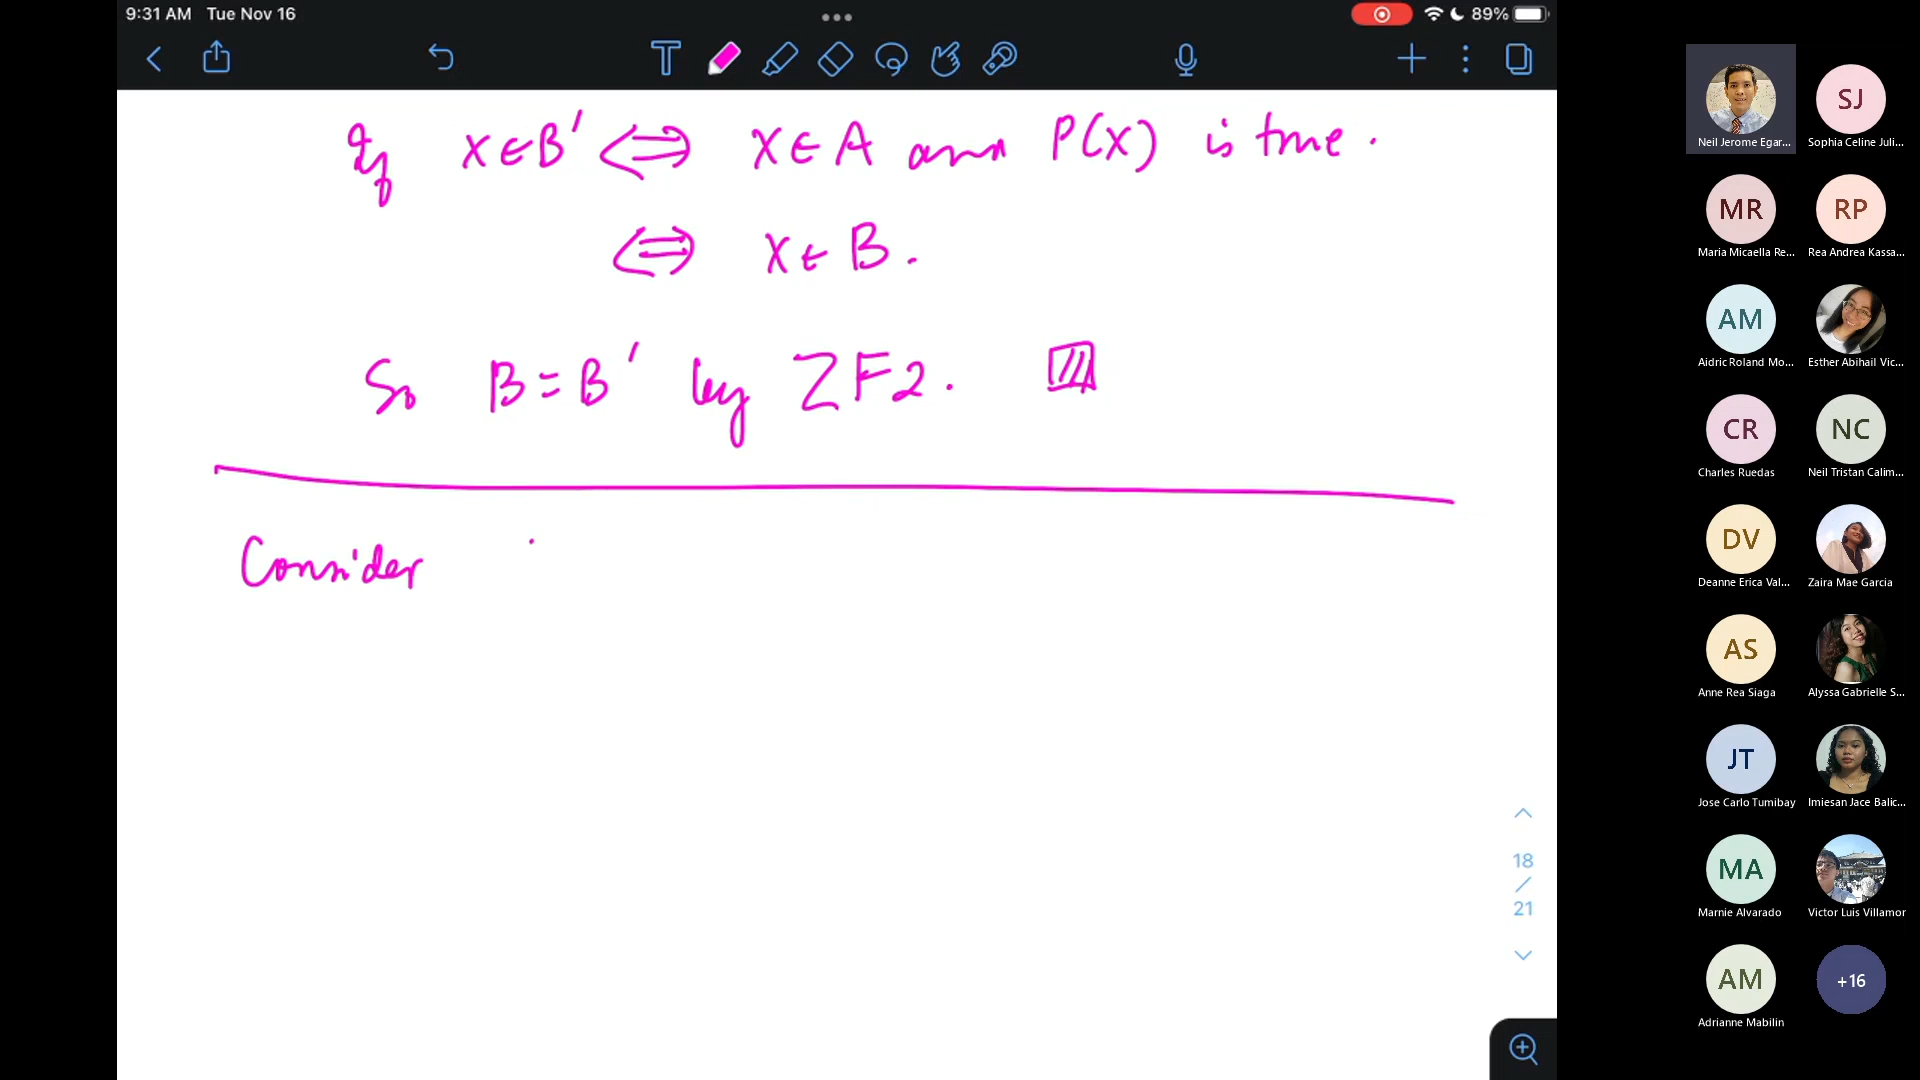 9:31 AM Tue Nov 16
89%
If x∈B′ ⟺ x∈A and P(x) is true.
⟺ x∈B.
So B=B′ by ZF2.
Consider
18
/
21
Neil Jerome Egar...
SJ
Sophia Celine Juli...
MR
Maria Micaella Re...
RP
Rea Andrea Kassa...
AM
Aidric Roland Mo...
Esther Abihail Vic...
CR
Charles Ruedas
NC
Neil Tristan Calim...
DV
Deanne Erica Val...
Zaira Mae Garcia
AS
Anne Rea Siaga
Alyssa Gabrielle S...
JT
Jose Carlo Tumibay
Imiesan Jace Balic...
MA
Marnie Alvarado
Victor Luis Villamor
AM
Adrianne Mabilin
+16